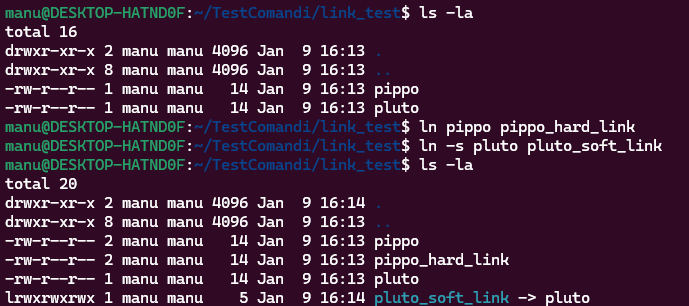 manu@DESKTOP-HATND0F:~/TestComandi/link_test$ ls -la
total 16
drwxr-xr-x 2 manu manu 4096 Jan  9 16:13 .
drwxr-xr-x 8 manu manu 4096 Jan  9 16:13 ..
-rw-r--r-- 1 manu manu   14 Jan  9 16:13 pippo
-rw-r--r-- 1 manu manu   14 Jan  9 16:13 pluto
manu@DESKTOP-HATND0F:~/TestComandi/link_test$ ln pippo pippo_hard_link
manu@DESKTOP-HATND0F:~/TestComandi/link_test$ ln -s pluto pluto_soft_link
manu@DESKTOP-HATND0F:~/TestComandi/link_test$ ls -la
total 20
drwxr-xr-x 2 manu manu 4096 Jan  9 16:14 .
drwxr-xr-x 8 manu manu 4096 Jan  9 16:13 ..
-rw-r--r-- 2 manu manu   14 Jan  9 16:13 pippo
-rw-r--r-- 2 manu manu   14 Jan  9 16:13 pippo_hard_link
-rw-r--r-- 1 manu manu   14 Jan  9 16:13 pluto
lrwxrwxrwx 1 manu manu    5 Jan  9 16:14 pluto_soft_link -> pluto